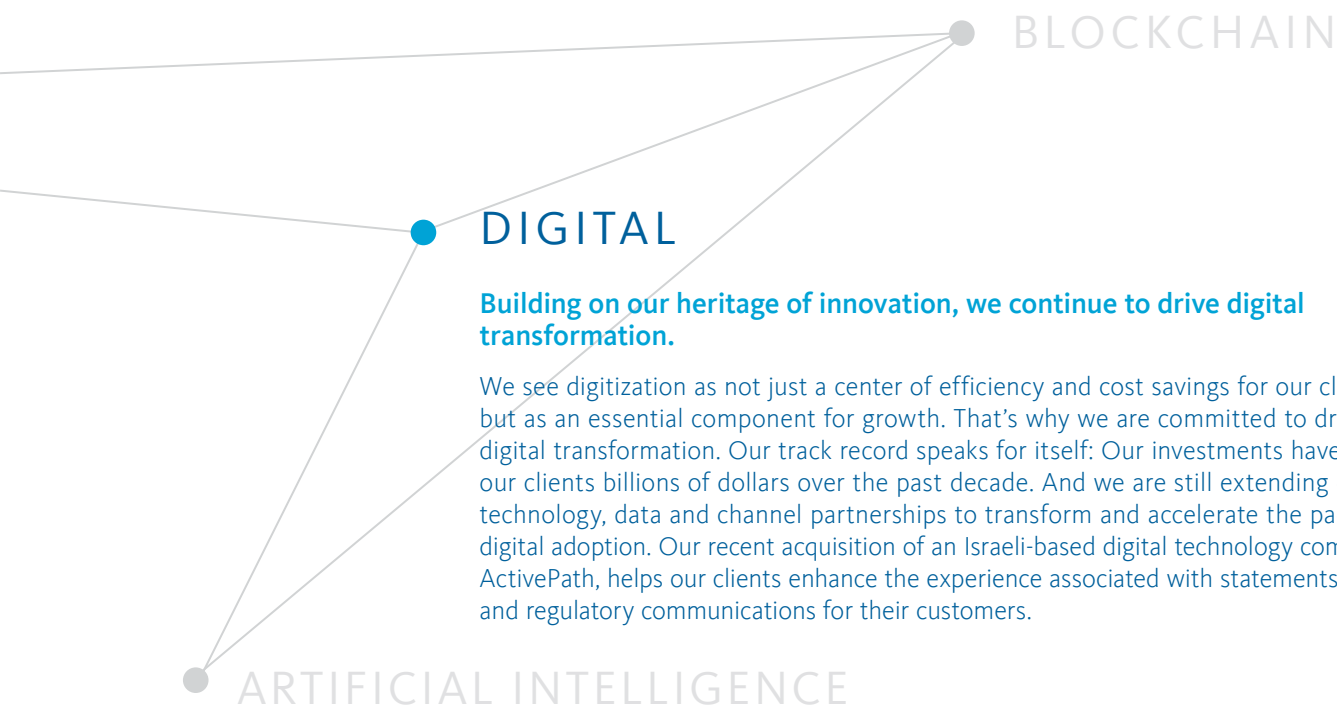 BLOCKCHAIN
DIGITAL
Building on our heritage of innovation, we continue to drive digital
transformation.
We see digitization as not just a center of efficiency and cost savings for our
but as an essential component for growth. That’s why we are committed to
digital transformation. Our track record speaks for itself: Our investments have
our clients billions of dollars over the past decade. And we are still extending
technology, data and channel partnerships to transform and accelerate the
digital adoption. Our recent acquisition of an Israeli-based digital technology
ActivePath, helps our clients enhance the experience associated with statements
and regulatory communications for their customers.
ARTIFICIAL INTELLIGENCE